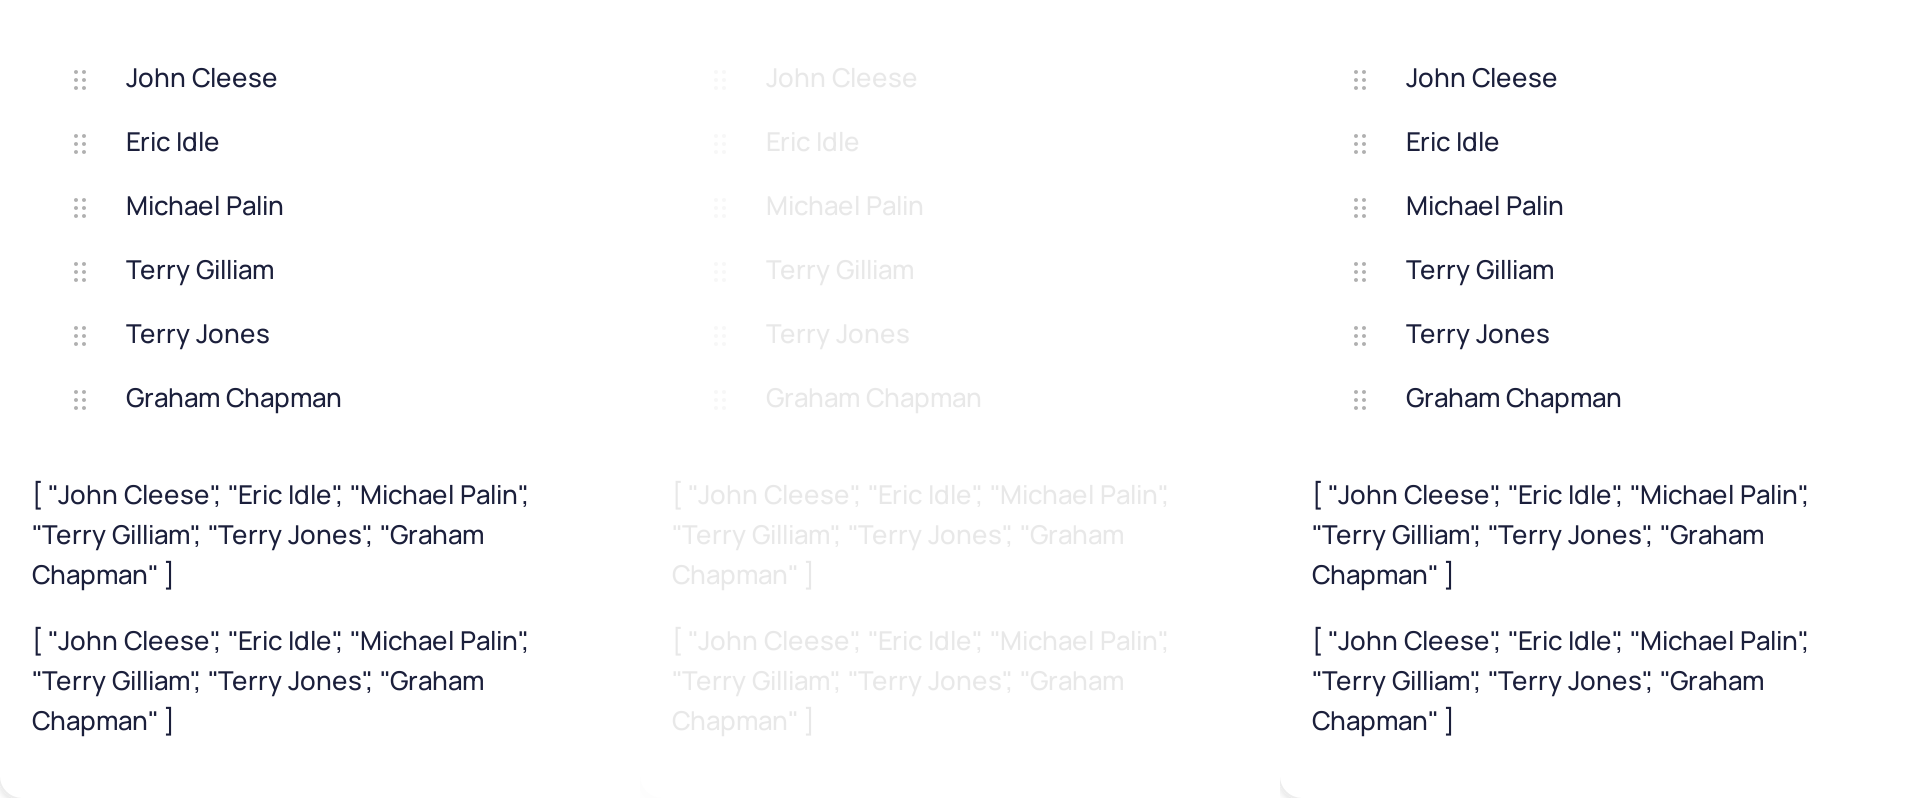 John Cleese
Eric Idle
Michael Palin
Terry Gilliam
Terry Jones
Graham Chapman
[ "John Cleese", "Eric Idle", "Michael Palin",
"Terry Gilliam", "Terry Jones", "Graham
Chapman" ]
[ "John Cleese", "Eric Idle", "Michael Palin",
"Terry Gilliam", "Terry Jones", "Graham
Chapman" ]
John Cleese
Eric Idle
Michael Palin
Terry Gilliam
Terry Jones
Graham Chapman
[ "John Cleese", "Eric Idle", "Michael Palin",
"Terry Gilliam", "Terry Jones", "Graham
Chapman" ]
[ "John Cleese", "Eric Idle", "Michael Palin",
"Terry Gilliam", "Terry Jones", "Graham
Chapman" ]
John Cleese
Eric Idle
Michael Palin
Terry Gilliam
Terry Jones
Graham Chapman
[ "John Cleese", "Eric Idle", "Michael Palin",
"Terry Gilliam", "Terry Jones", "Graham
Chapman" ]
[ "John Cleese", "Eric Idle", "Michael Palin",
"Terry Gilliam", "Terry Jones", "Graham
Chapman" ]